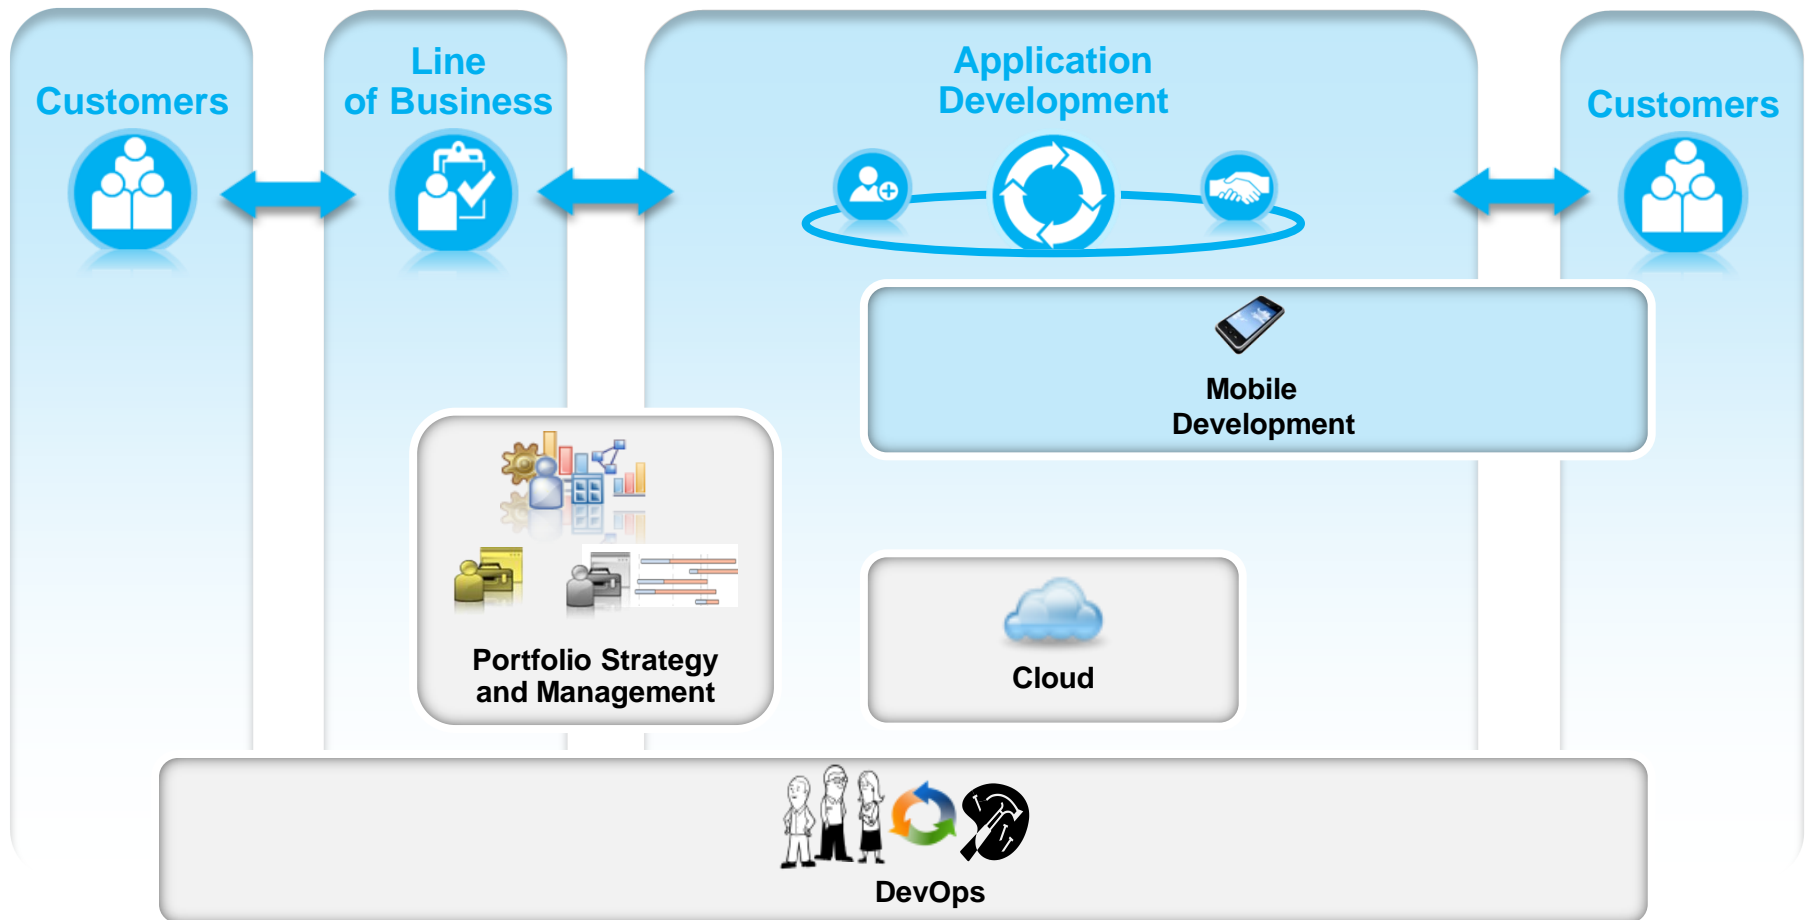 Customers
Line
of Business
Application
Development
Customers
Mobile
Development
Portfolio Strategy
and Management
Cloud
DevOps